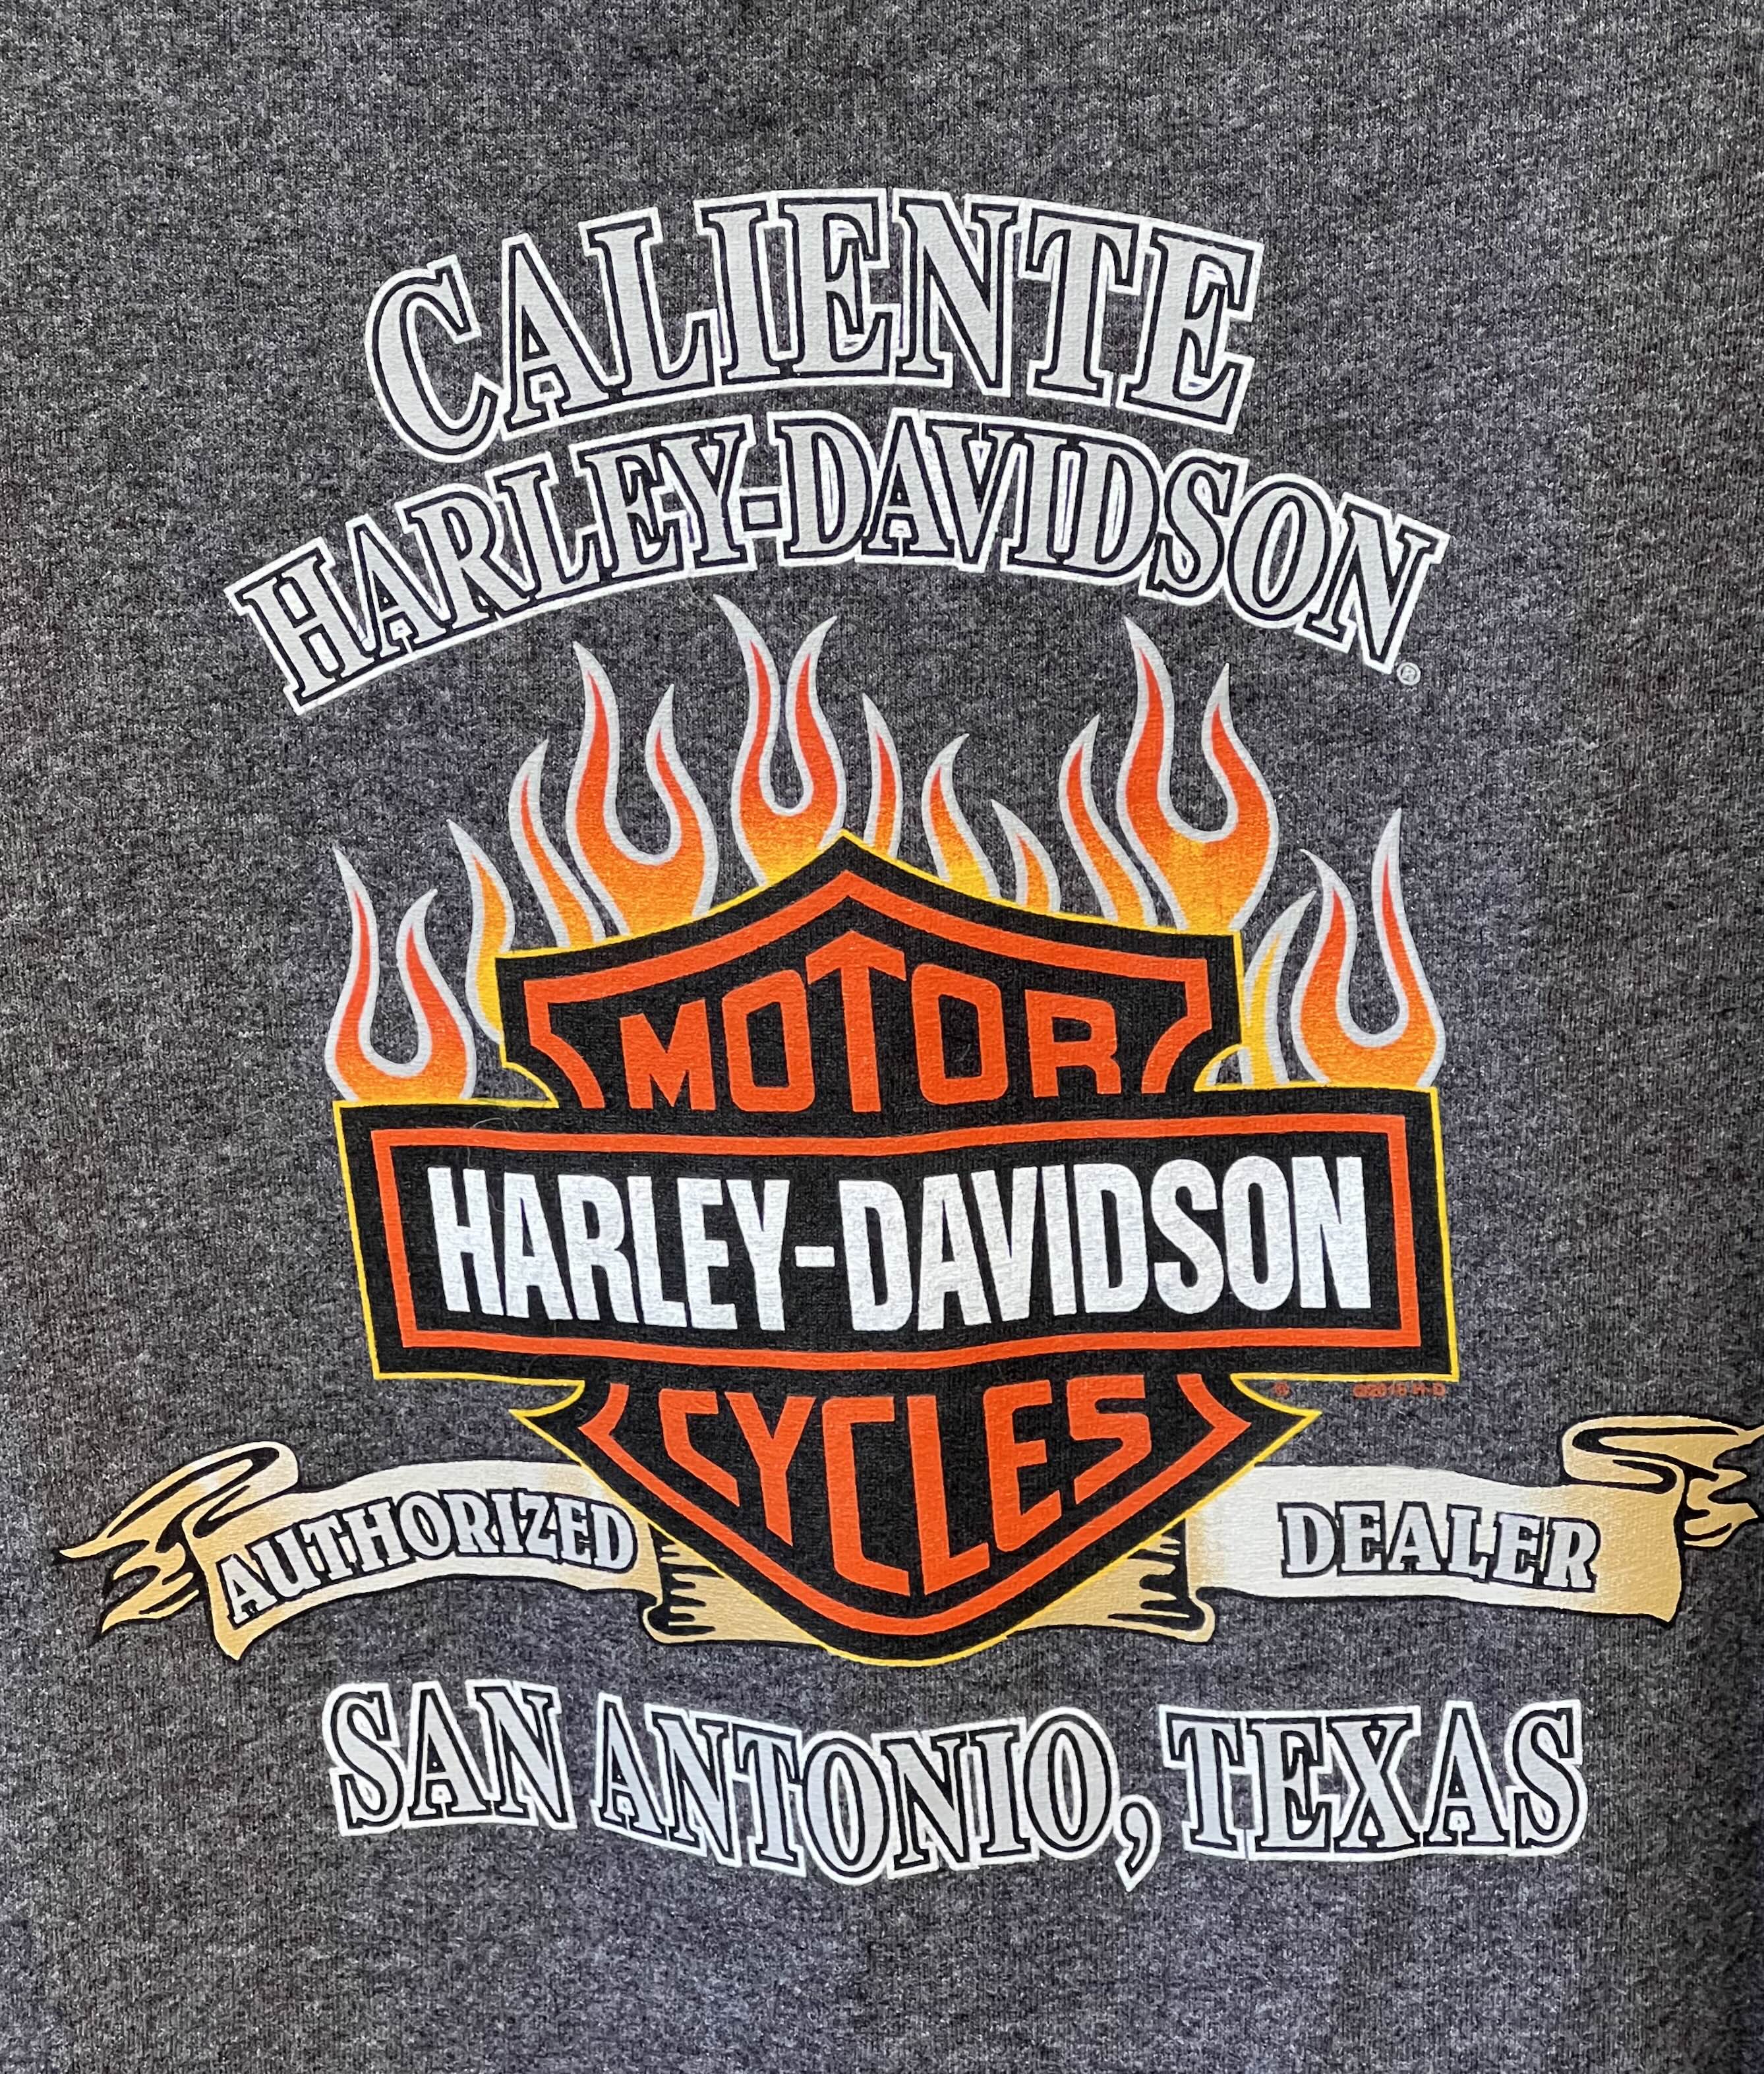 CALIENTE
HARLEY-DAVIDSON®
MOTOR
HARLEY-DAVIDSON
CYCLES
®
H-D
AUTHORIZED DEALER
SAN ANTONIO, TEXAS